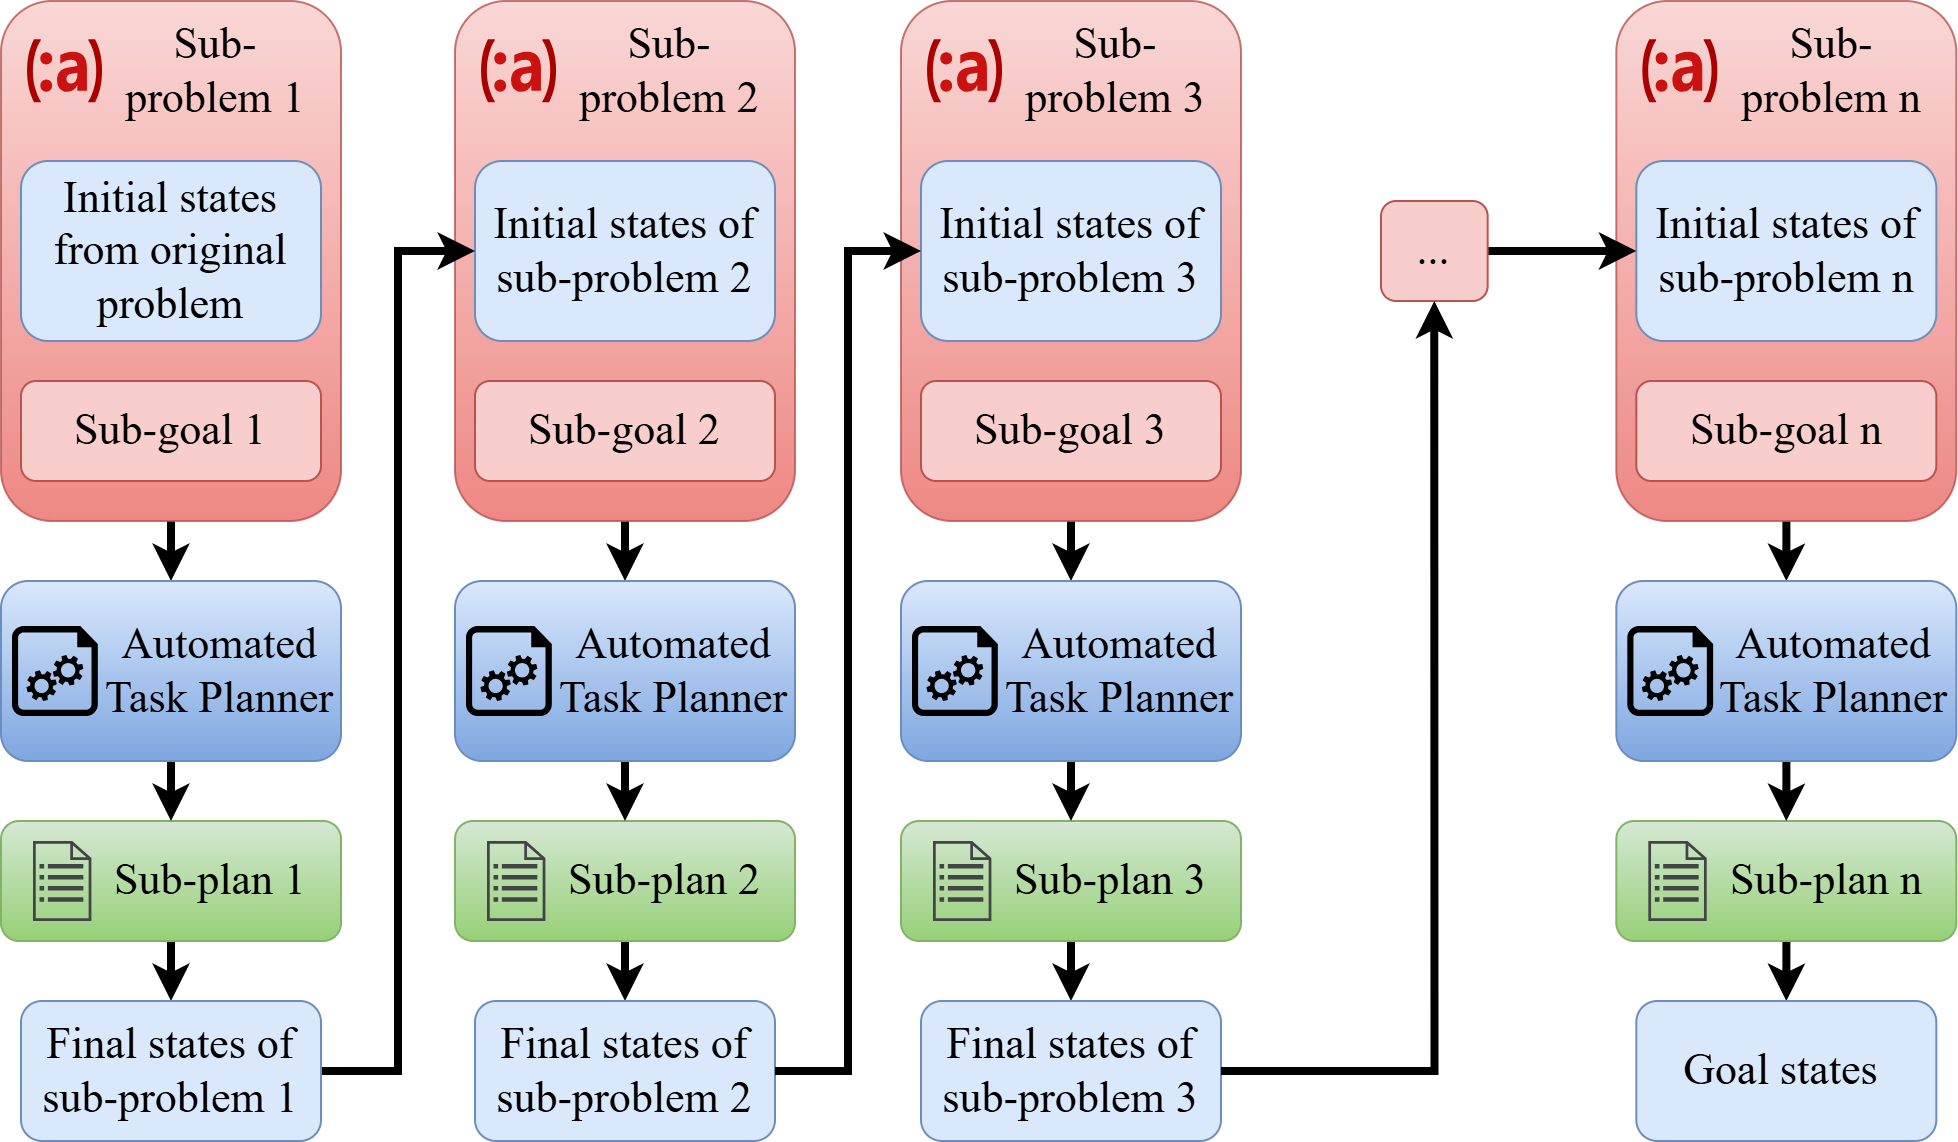 (:a)
Sub-
problem 1
Initial states
from original
problem
Sub-goal 1
Automated
Task Planner
Sub-plan 1
Final states of
sub-problem 1
(:a)
Sub-
problem 2
Initial states of
sub-problem 2
Sub-goal 2
Automated
Task Planner
Sub-plan 2
Final states of
sub-problem 2
(:a)
Sub-
problem 3
Initial states of
sub-problem 3
Sub-goal 3
Automated
Task Planner
Sub-plan 3
Final states of
sub-problem 3
...
(:a)
Sub-
problem n
Initial states of
sub-problem n
Sub-goal n
Automated
Task Planner
Sub-plan n
Goal states